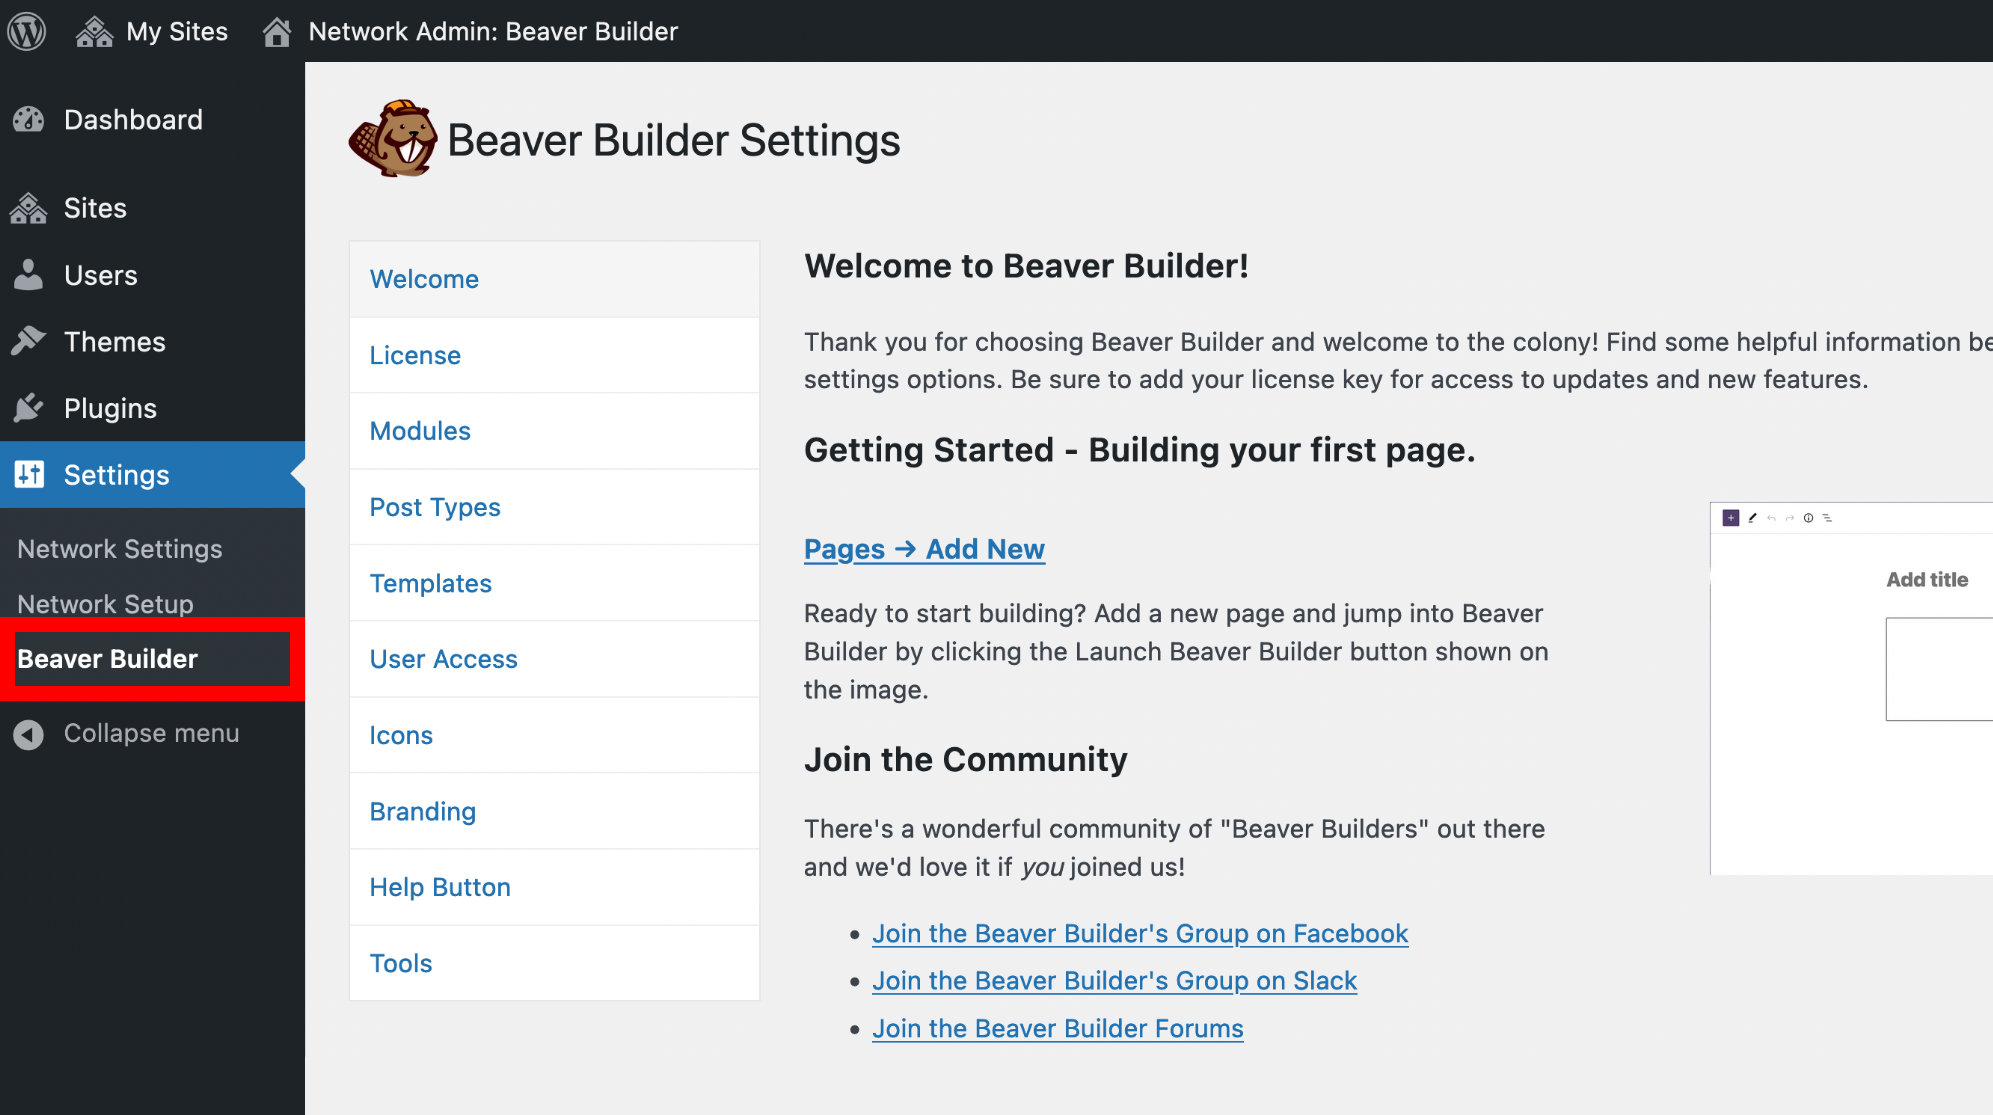 My Sites
Network Admin: Beaver Builder
Dashboard
Sites
Users
Themes
Plugins
Settings
Network Settings
Network Setup
Beaver Builder
Collapse menu
Beaver Builder Settings
Welcome
License
Modules
Post Types
Templates
User Access
Icons
Branding
Help Button
Tools
Welcome to Beaver Builder!
Thank you for choosing Beaver Builder and welcome to the colony! Find some helpful information be
settings options. Be sure to add your license key for access to updates and new features.
Getting Started - Building your first page.
Pages → Add New
Ready to start building? Add a new page and jump into Beaver
Builder by clicking the Launch Beaver Builder button shown on
the image.
Add title
Join the Community
There's a wonderful community of "Beaver Builders" out there
and we'd love it if you joined us!
• Join the Beaver Builder's Group on Facebook
• Join the Beaver Builder's Group on Slack
• Join the Beaver Builder Forums